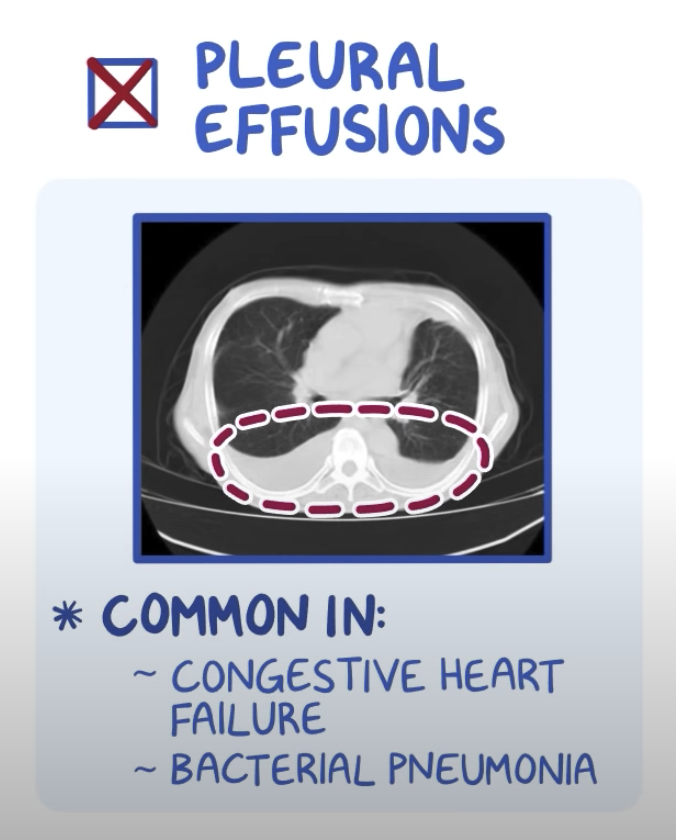 PLEURAL
EFFUSIONS
* COMMON IN:
~ CONGESTIVE HEART
FAILURE
~ BACTERIAL PNEUMONIA